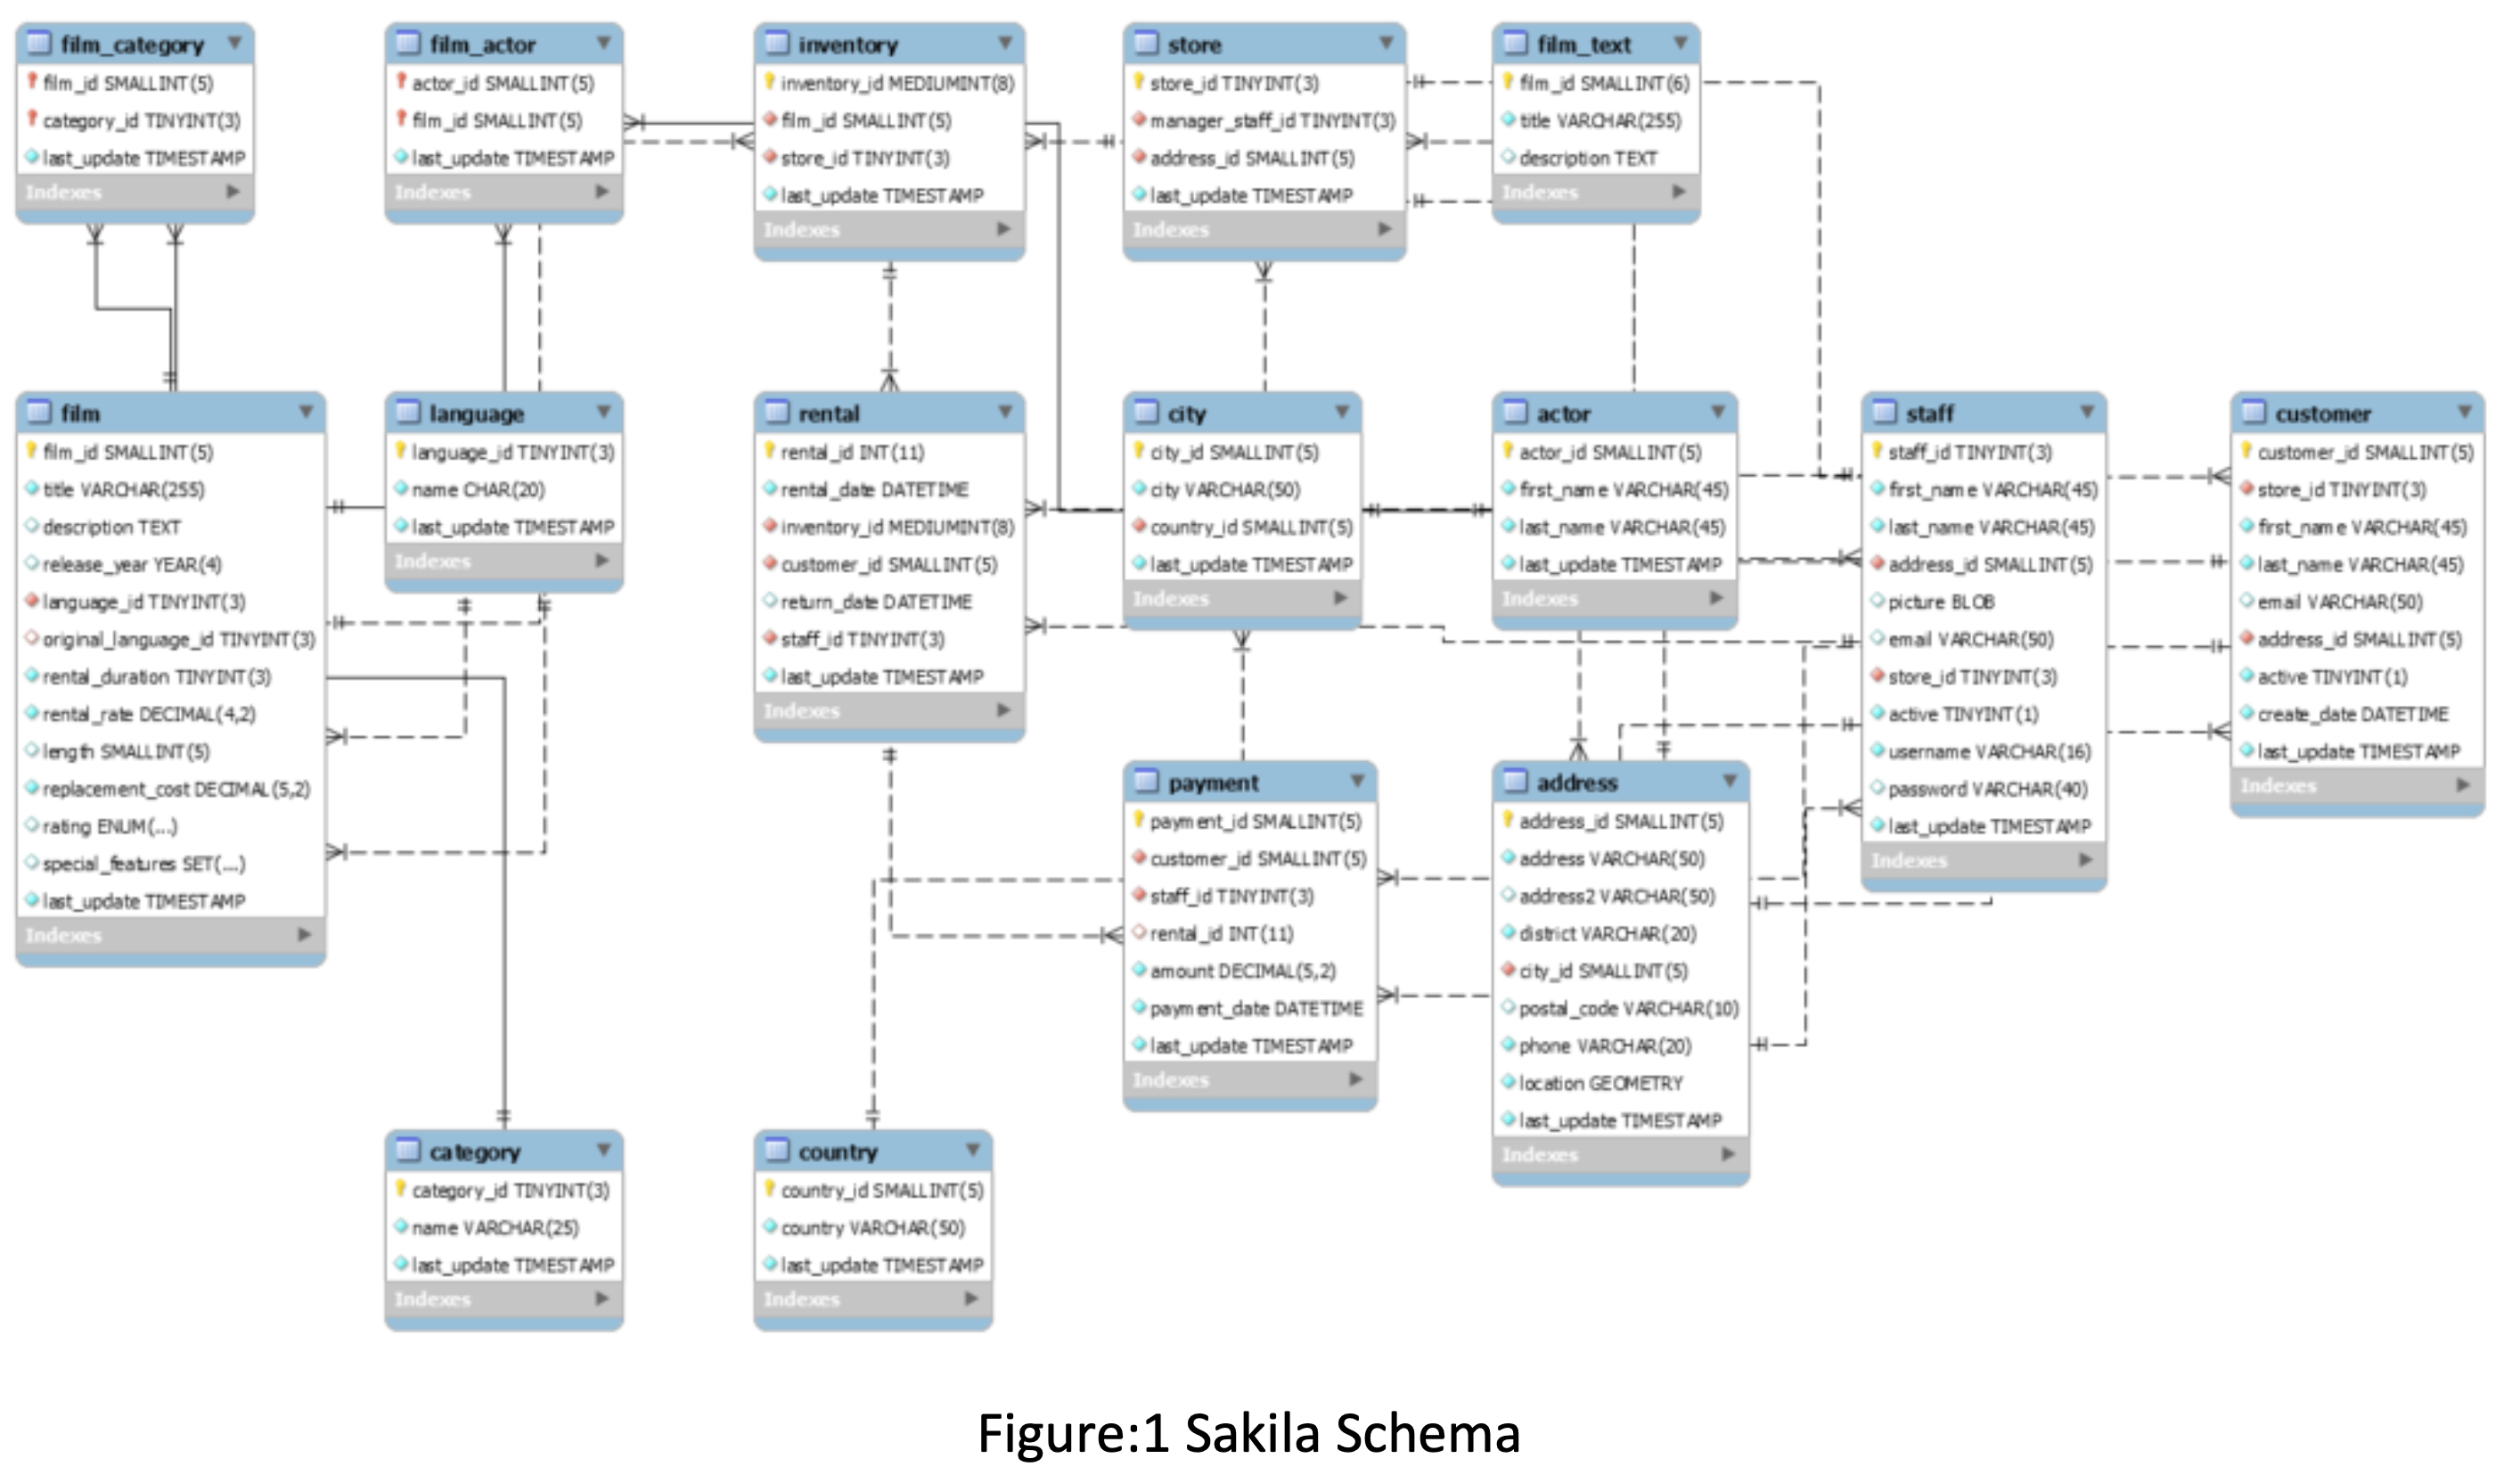 film_category
film_id SMALLINT(5)
category_id TINYINT(3)
last_update TIMESTAMP
Indexes
film_actor
actor_id SMALLINT(5)
film_id SMALLINT(5)
last_update TIMESTAMP
Indexes
inventory
inventory_id MEDIUMINT(8)
film_id SMALLINT(5)
store_id TINYINT(3)
last_update TIMESTAMP
Indexes
store
store_id TINYINT(3)
manager_staff_id TINYINT(3)
address_id SMALLINT(5)
last_update TIMESTAMP
Indexes
film_text
film_id SMALLINT(6)
title VARCHAR(255)
description TEXT
Indexes
film
film_id SMALLINT(5)
title VARCHAR(255)
description TEXT
release_year YEAR(4)
language_id TINYINT(3)
original_language_id TINYINT(3)
rental_duration TINYINT(3)
rental_rate DECIMAL(4,2)
length SMALLINT(5)
replacement_cost DECIMAL(5,2)
rating ENUM(...)
special_features SET(...)
last_update TIMESTAMP
Indexes
language
language_id TINYINT(3)
name CHAR(20)
last_update TIMESTAMP
Indexes
rental
rental_id INT(11)
rental_date DATETIME
inventory_id MEDIUMINT(8)
customer_id SMALLINT(5)
return_date DATETIME
staff_id TINYINT(3)
last_update TIMESTAMP
Indexes
city
city_id SMALLINT(5)
city VARCHAR(50)
country_id SMALLINT(5)
last_update TIMESTAMP
Indexes
actor
actor_id SMALLINT(5)
first_name VARCHAR(45)
last_name VARCHAR(45)
last_update TIMESTAMP
Indexes
staff
staff_id TINYINT(3)
first_name VARCHAR(45)
last_name VARCHAR(45)
address_id SMALLINT(5)
picture BLOB
email VARCHAR(50)
store_id TINYINT(3)
active TINYINT(1)
username VARCHAR(16)
password VARCHAR(40)
last_update TIMESTAMP
Indexes
customer
customer_id SMALLINT(5)
store_id TINYINT(3)
first_name VARCHAR(45)
last_name VARCHAR(45)
email VARCHAR(50)
address_id SMALLINT(5)
active TINYINT(1)
create_date DATETIME
last_update TIMESTAMP
Indexes
payment
payment_id SMALLINT(5)
customer_id SMALLINT(5)
staff_id TINYINT(3)
rental_id INT(11)
amount DECIMAL(5,2)
payment_date DATETIME
last_update TIMESTAMP
Indexes
address
address_id SMALLINT(5)
address VARCHAR(50)
address2 VARCHAR(50)
district VARCHAR(20)
city_id SMALLINT(5)
postal_code VARCHAR(10)
phone VARCHAR(20)
location GEOMETRY
last_update TIMESTAMP
Indexes
category
category_id TINYINT(3)
name VARCHAR(25)
last_update TIMESTAMP
Indexes
country
country_id SMALLINT(5)
country VARCHAR(50)
last_update TIMESTAMP
Indexes
Figure:1 Sakila Schema